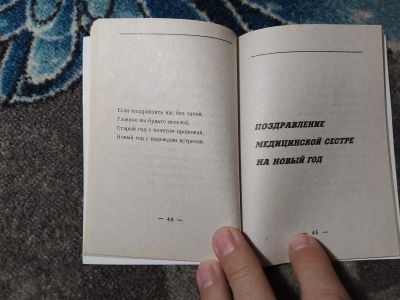 Если поздравлять вас без затей,
Главное вы будьте веселей,
Старый год с почетом провожая,
Новый год с надеждою встречая.
— 44 —
ПОЗДРАВЛЕНИЕ
МЕДИЦИНСКОЙ СЕСТРЕ
НА НОВЫЙ ГОД
— 45 —